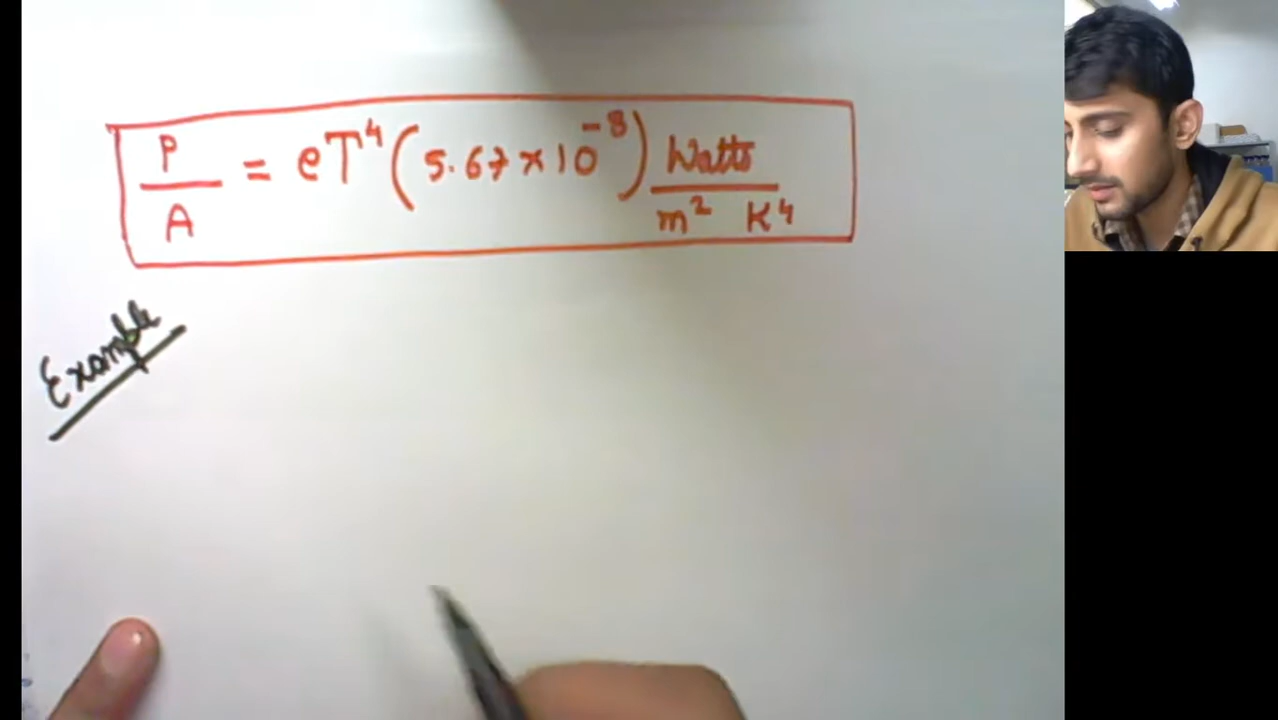 P/A = eT⁴(5.67 × 10⁻⁸) Watts/m² K⁴
Example